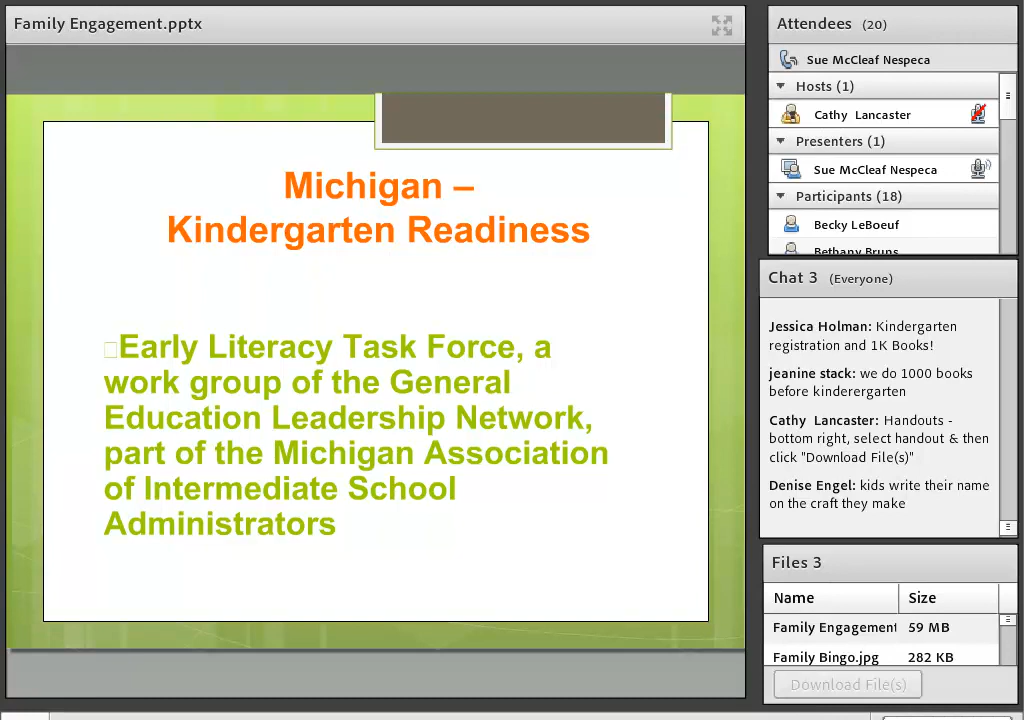 Family Engagement.pptx
Michigan –
Kindergarten Readiness
Early Literacy Task Force, a
work group of the General
Education Leadership Network,
part of the Michigan Association
of Intermediate School
Administrators
Attendees (20)
Sue McCleaf Nespeca
Hosts (1)
Cathy Lancaster
Presenters (1)
Sue McCleaf Nespeca
Participants (18)
Becky LeBoeuf
Bethany Bruns
Chat 3 (Everyone)
Jessica Holman: Kindergarten
registration and 1K Books!
jeanine stack: we do 1000 books
before kinderergarten
Cathy Lancaster: Handouts -
bottom right, select handout & then
click "Download File(s)"
Denise Engel: kids write their name
on the craft they make
Files 3
Name Size
Family Engagement 59 MB
Family Bingo.jpg 282 KB
Download File(s)